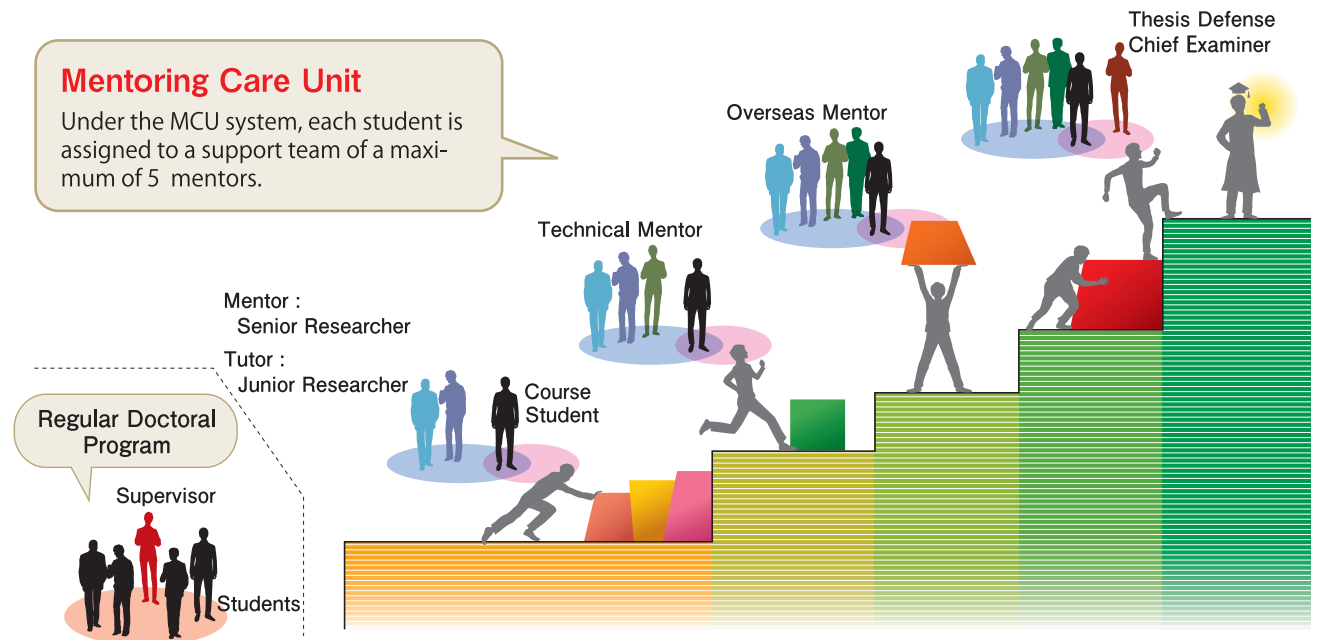 Mentoring Care Unit
Under the MCU system, each student is
assigned to a support team of a maxi-
mum of 5 mentors.
Thesis Defense
Chief Examiner
Overseas Mentor
Technical Mentor
Mentor :
Senior Researcher
Tutor :
Junior Researcher
Course
Student
Regular Doctoral
Program
Supervisor
Students